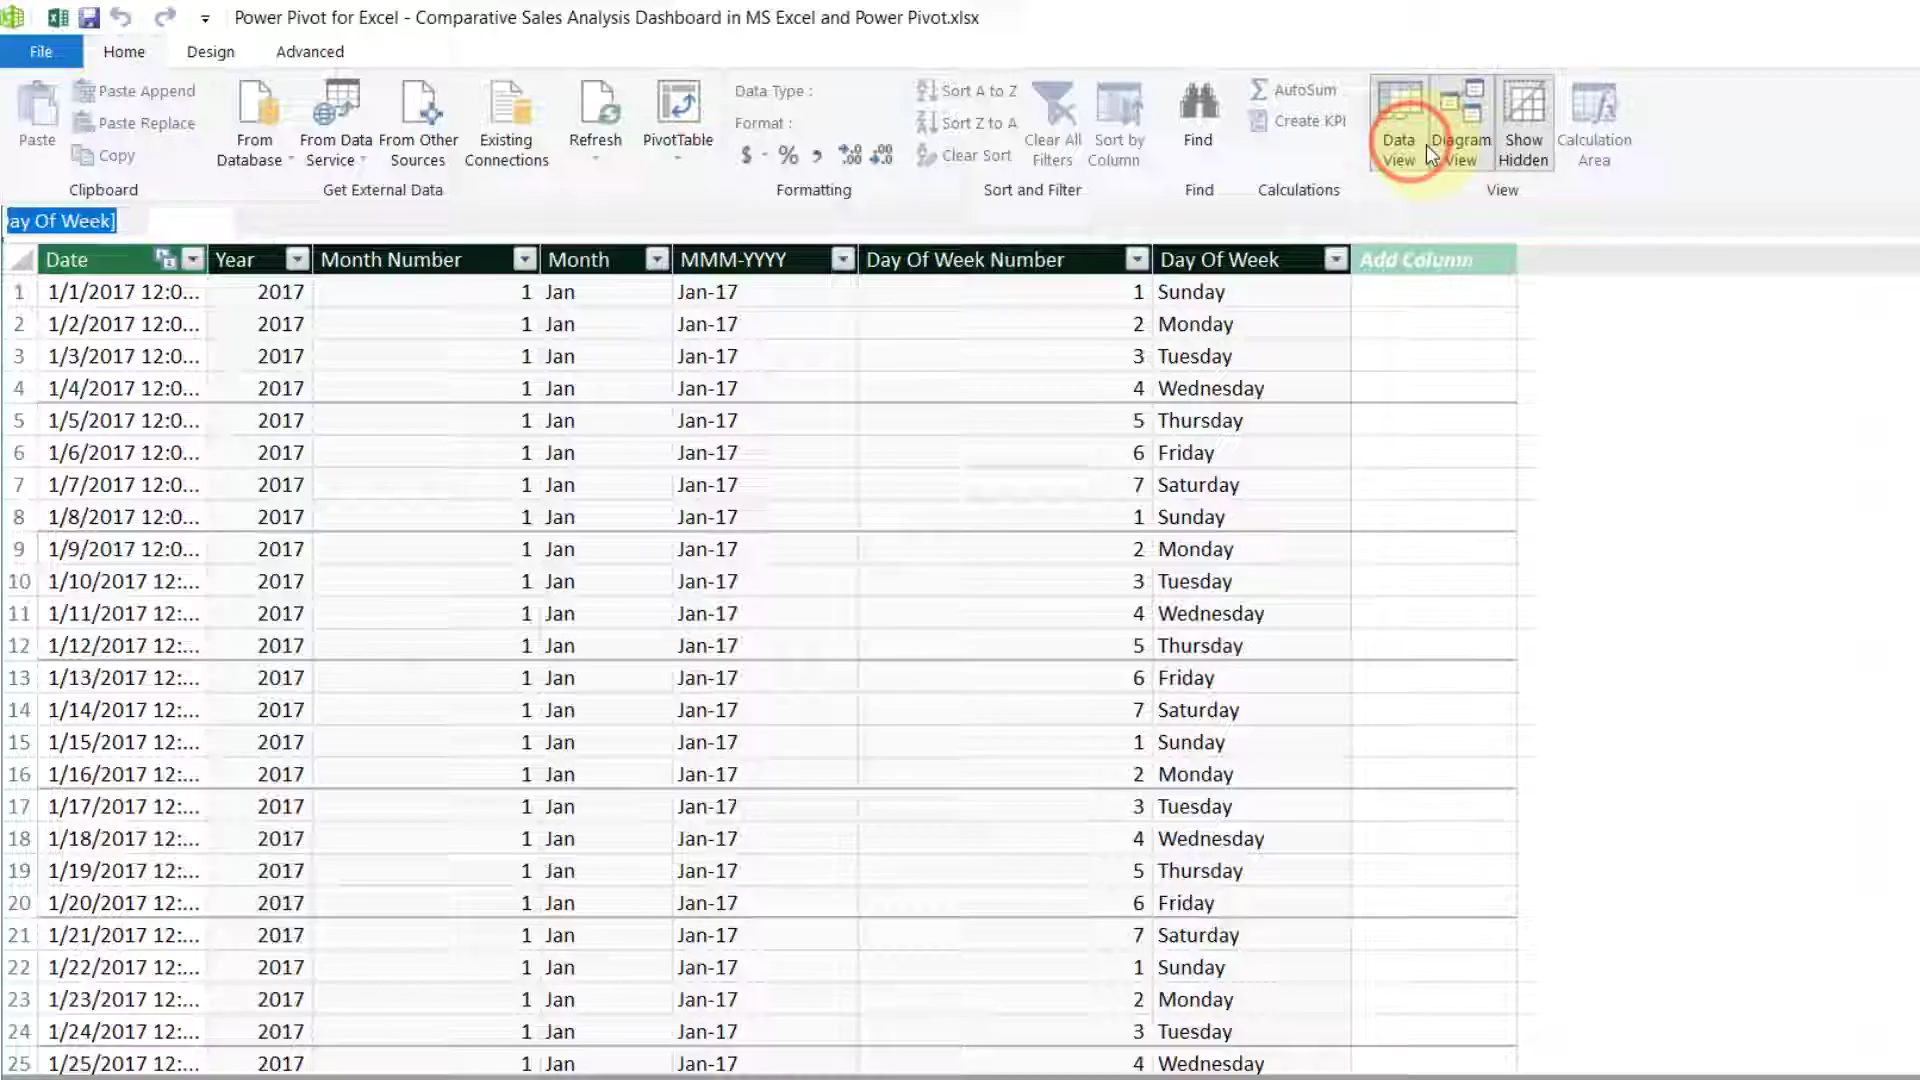 Power Pivot for Excel - Comparative Sales Analysis Dashboard in MS Excel and Power Pivot.xlsx
File Home Design Advanced
Paste
Paste Append
Paste Replace
Copy
Clipboard
From Database
From Data Service
From Other Sources
Existing Connections
Get External Data
Refresh
PivotTable
Data Type :
Format :
$ % ,
Formatting
Sort A to Z
Sort Z to A
Clear Sort
Clear All Filters
Sort by Column
Sort and Filter
Find
Find
AutoSum
Create KPI
Calculations
Data View
Diagram View
Show Hidden
Calculation Area
View
ay Of Week]
Date Year Month Number Month MMM-YYYY Day Of Week Number Day Of Week Add Column
1 1/1/2017 12:0... 2017 1 Jan Jan-17 1 Sunday
2 1/2/2017 12:0... 2017 1 Jan Jan-17 2 Monday
3 1/3/2017 12:0... 2017 1 Jan Jan-17 3 Tuesday
4 1/4/2017 12:0... 2017 1 Jan Jan-17 4 Wednesday
5 1/5/2017 12:0... 2017 1 Jan Jan-17 5 Thursday
6 1/6/2017 12:0... 2017 1 Jan Jan-17 6 Friday
7 1/7/2017 12:0... 2017 1 Jan Jan-17 7 Saturday
8 1/8/2017 12:0... 2017 1 Jan Jan-17 1 Sunday
9 1/9/2017 12:0... 2017 1 Jan Jan-17 2 Monday
10 1/10/2017 12:... 2017 1 Jan Jan-17 3 Tuesday
11 1/11/2017 12:... 2017 1 Jan Jan-17 4 Wednesday
12 1/12/2017 12:... 2017 1 Jan Jan-17 5 Thursday
13 1/13/2017 12:... 2017 1 Jan Jan-17 6 Friday
14 1/14/2017 12:... 2017 1 Jan Jan-17 7 Saturday
15 1/15/2017 12:... 2017 1 Jan Jan-17 1 Sunday
16 1/16/2017 12:... 2017 1 Jan Jan-17 2 Monday
17 1/17/2017 12:... 2017 1 Jan Jan-17 3 Tuesday
18 1/18/2017 12:... 2017 1 Jan Jan-17 4 Wednesday
19 1/19/2017 12:... 2017 1 Jan Jan-17 5 Thursday
20 1/20/2017 12:... 2017 1 Jan Jan-17 6 Friday
21 1/21/2017 12:... 2017 1 Jan Jan-17 7 Saturday
22 1/22/2017 12:... 2017 1 Jan Jan-17 1 Sunday
23 1/23/2017 12:... 2017 1 Jan Jan-17 2 Monday
24 1/24/2017 12:... 2017 1 Jan Jan-17 3 Tuesday
25 1/25/2017 12:... 2017 1 Jan Jan-17 4 Wednesday